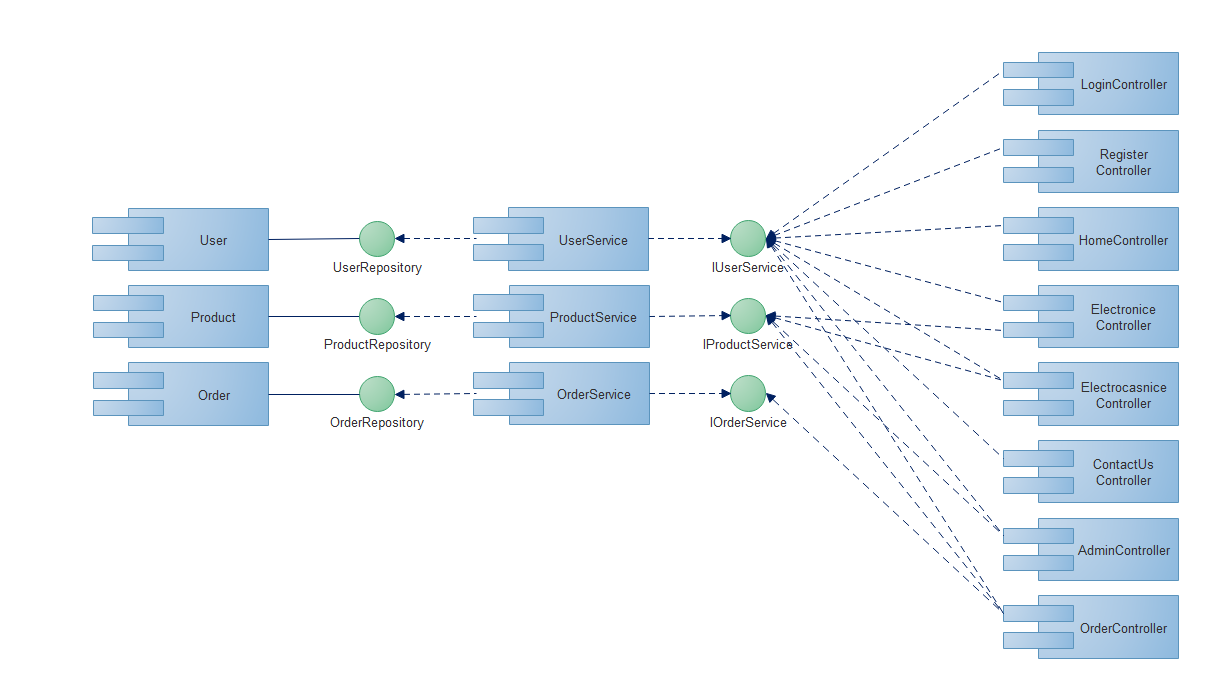 LoginController
Register
Controller
User
UserRepository
UserService
IUserService
HomeController
Product
ProductRepository
ProductService
IProductService
Electronice
Controller
Order
OrderRepository
OrderService
IOrderService
Electrocasnice
Controller
ContactUs
Controller
AdminController
OrderController